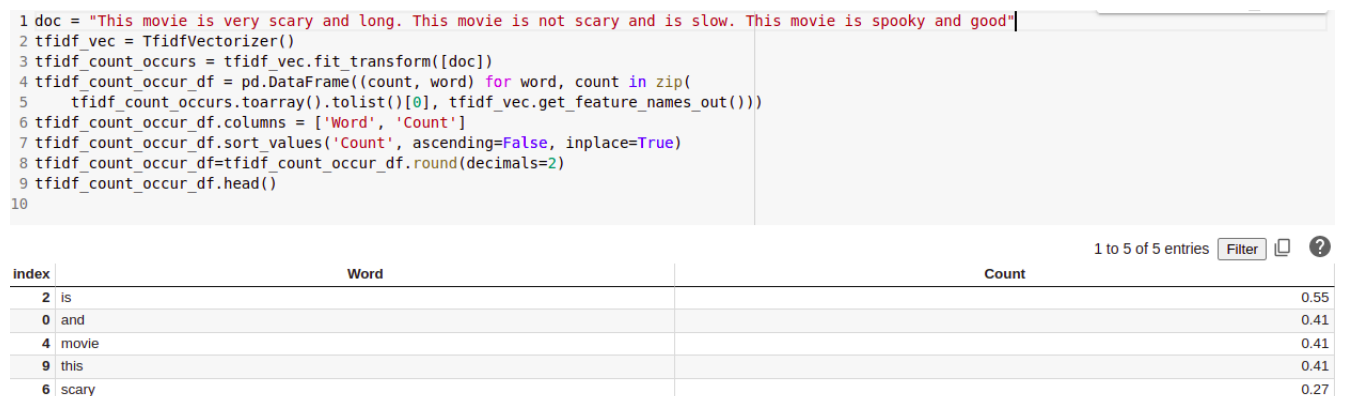 1 doc = "This movie is very scary and long. This movie is not scary and is slow. This movie is spooky and good"
2 tfidf_vec = TfidfVectorizer()
3 tfidf_count_occurs = tfidf_vec.fit_transform([doc])
4 tfidf_count_occur_df = pd.DataFrame((count, word) for word, count in zip(
5     tfidf_count_occurs.toarray().tolist()[0], tfidf_vec.get_feature_names_out()))
6 tfidf_count_occur_df.columns = ['Word', 'Count']
7 tfidf_count_occur_df.sort_values('Count', ascending=False, inplace=True)
8 tfidf_count_occur_df=tfidf_count_occur_df.round(decimals=2)
9 tfidf_count_occur_df.head()
10
1 to 5 of 5 entries Filter ?
index Word Count
2 is 0.55
0 and 0.41
4 movie 0.41
9 this 0.41
6 scary 0.27